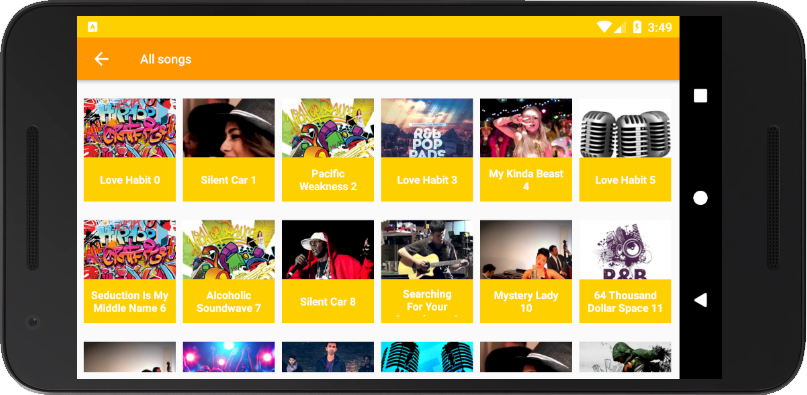 A
3:49
All songs
HIPHOP
R&B
POP
PADS
Love Habit 0
Silent Car 1
Pacific
Weakness 2
Love Habit 3
My Kinda Beast
4
Love Habit 5
R&B
Seduction Is My
Middle Name 6
Alcoholic
Soundwave 7
Silent Car 8
Searching
For Your
Mystery Lady
10
64 Thousand
Dollar Space 11